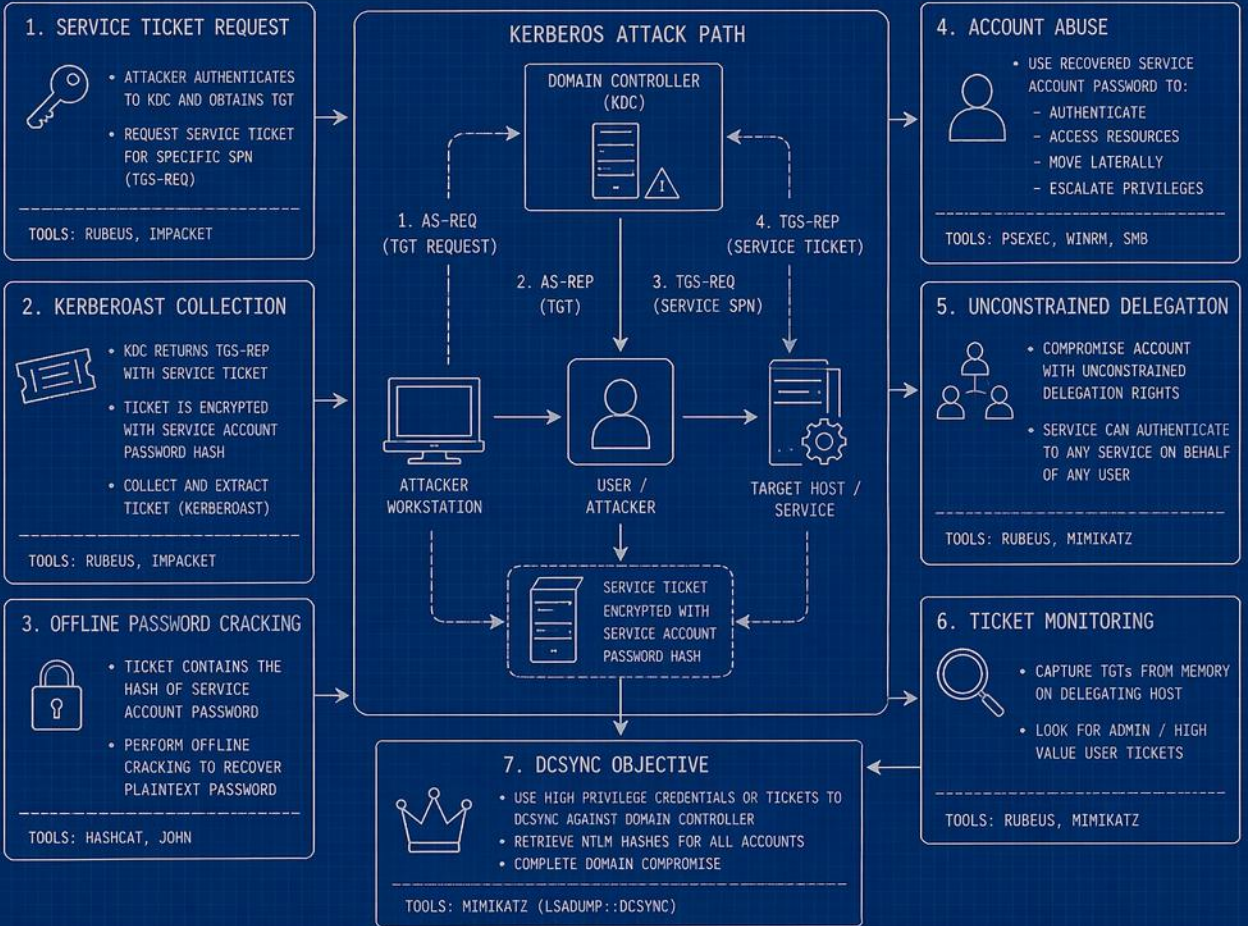 1. SERVICE TICKET REQUEST
• ATTACKER AUTHENTICATES
TO KDC AND OBTAINS TGT
• REQUEST SERVICE TICKET
FOR SPECIFIC SPN
(TGS-REQ)
TOOLS: RUBEUS, IMPACKET
2. KERBEROAST COLLECTION
• KDC RETURNS TGS-REP
WITH SERVICE TICKET
• TICKET IS ENCRYPTED
WITH SERVICE ACCOUNT
PASSWORD HASH
• COLLECT AND EXTRACT
TICKET (KERBEROAST)
TOOLS: RUBEUS, IMPACKET
3. OFFLINE PASSWORD CRACKING
• TICKET CONTAINS THE
HASH OF SERVICE
ACCOUNT PASSWORD
• PERFORM OFFLINE
CRACKING TO RECOVER
PLAINTEXT PASSWORD
TOOLS: HASHCAT, JOHN
KERBEROS ATTACK PATH
DOMAIN CONTROLLER
(KDC)
1. AS-REQ
(TGT REQUEST)
2. AS-REP
(TGT)
3. TGS-REQ
(SERVICE SPN)
4. TGS-REP
(SERVICE TICKET)
ATTACKER
WORKSTATION
USER /
ATTACKER
TARGET HOST /
SERVICE
SERVICE TICKET
ENCRYPTED WITH
SERVICE ACCOUNT
PASSWORD HASH
4. ACCOUNT ABUSE
• USE RECOVERED SERVICE
ACCOUNT PASSWORD TO:
– AUTHENTICATE
– ACCESS RESOURCES
– MOVE LATERALLY
– ESCALATE PRIVILEGES
TOOLS: PSEXEC, WINRM, SMB
5. UNCONSTRAINED DELEGATION
• COMPROMISE ACCOUNT
WITH UNCONSTRAINED
DELEGATION RIGHTS
• SERVICE CAN AUTHENTICATE
TO ANY SERVICE ON BEHALF
OF ANY USER
TOOLS: RUBEUS, MIMIKATZ
6. TICKET MONITORING
• CAPTURE TGTs FROM MEMORY
ON DELEGATING HOST
• LOOK FOR ADMIN / HIGH
VALUE USER TICKETS
TOOLS: RUBEUS, MIMIKATZ
7. DCSYNC OBJECTIVE
• USE HIGH PRIVILEGE CREDENTIALS OR TICKETS TO
DCSYNC AGAINST DOMAIN CONTROLLER
• RETRIEVE NTLM HASHES FOR ALL ACCOUNTS
• COMPLETE DOMAIN COMPROMISE
TOOLS: MIMIKATZ (LSADUMP::DCSYNC)